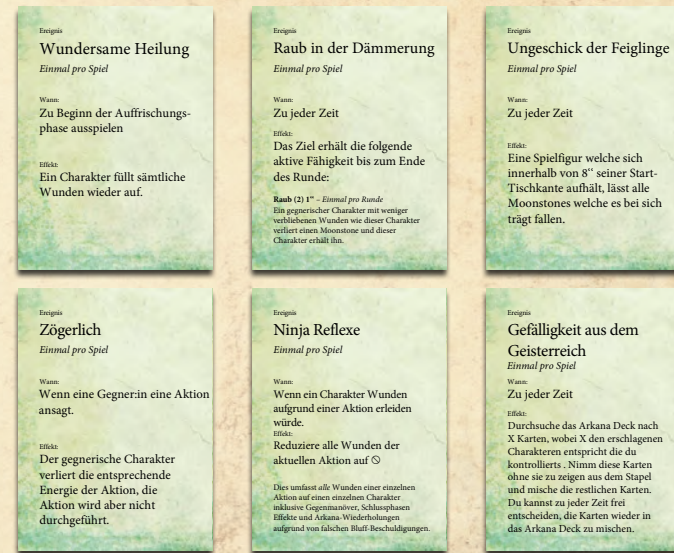 Ereignis
Wundersame Heilung
Einmal pro Spiel
Wann:
Zu Beginn der Auffrischungs-
phase ausspielen
Effekt:
Ein Charakter füllt sämtliche
Wunden wieder auf.
Ereignis
Raub in der Dämmerung
Einmal pro Spiel
Wann:
Zu jeder Zeit
Effekt:
Das Ziel erhält die folgende
aktive Fähigkeit bis zum Ende
des Runde:
Raub (2) 1" – Einmal pro Runde
Ein gegnerischer Charakter mit weniger
verbliebenen Wunden wie dieser Charakter
verliert einen Moonstone und dieser
Charakter erhält ihn.
Ereignis
Ungeschick der Feiglinge
Einmal pro Spiel
Wann:
Zu jeder Zeit
Effekt:
Eine Spielfigur welche sich
innerhalb von 8“ seiner Start-
Tischkante aufhält, lässt alle
Moonstones welche es bei sich
trägt fallen.
Ereignis
Zögerlich
Einmal pro Spiel
Wann:
Wenn eine Gegner:in eine Aktion
ansagt.
Effekt:
Der gegnerische Charakter
verliert die entsprechende
Energie der Aktion, die
Aktion wird aber nicht
durchgeführt.
Ereignis
Ninja Reflexe
Einmal pro Spiel
Wann:
Wenn ein Charakter Wunden
aufgrund einer Aktion erleiden
würde.
Effekt:
Reduziere alle Wunden der
aktuellen Aktion auf 🛇
Dies umfasst alle Wunden einer einzelnen
Aktion auf einen einzelnen Charakter
inklusive Gegenmanöver, Schlussphasen
Effekte und Arkana-Wiederholungen
aufgrund von falschen Bluff-Beschuldigungen.
Ereignis
Gefälligkeit aus dem
Geisterreich
Einmal pro Spiel
Wann:
Zu jeder Zeit
Effekt:
Durchsuche das Arkana Deck nach
X Karten, wobei X den erschlagenen
Charakteren entspricht die du
kontrollierts . Nimm diese Karten
ohne sie zu zeigen aus dem Stapel
und mische die restlichen Karten.
Du kannst zu jeder Zeit frei
entscheiden, die Karten wieder in
das Arkana Deck zu mischen.